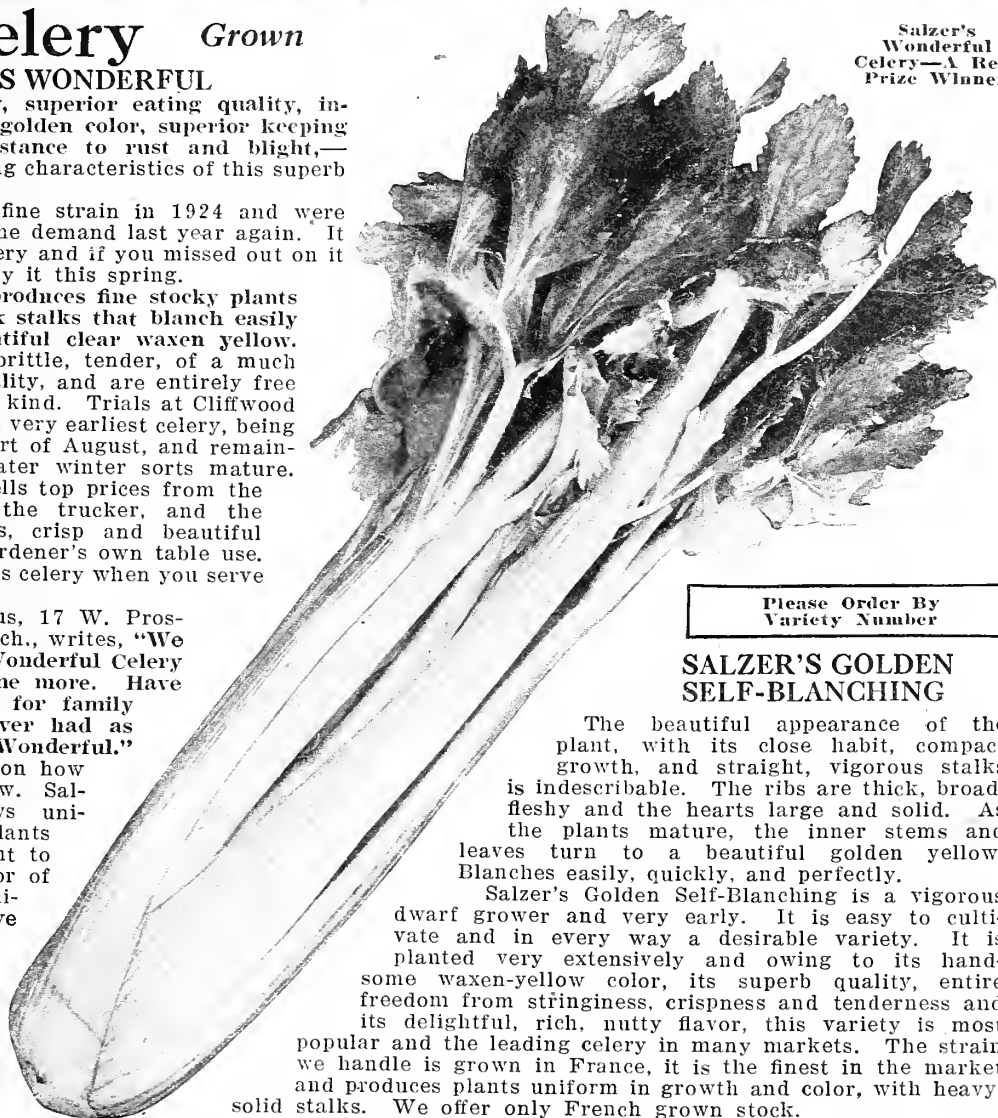 elery Grown
S WONDERFUL
y, superior eating quality, in-
golden color, superior keeping
stance to rust and blight,—
ng characteristics of this superb
fine strain in 1924 and were
he demand last year again. It
ery and if you missed out on it
y it this spring.
produces fine stocky plants
k stalks that blanch easily
tiful clear waxen yellow.
brittle, tender, of a much
lity, and are entirely free
kind. Trials at Cliffwood
e very earliest celery, being
rt of August, and remain-
ater winter sorts mature.
ells top prices from the
the trucker, and the
s, crisp and beautiful
rdener's own table use.
is celery when you serve
us, 17 W. Pros-
ch., writes, “We
Wonderful Celery
me more. Have
for family
ver had as
Wonderful.”
on how
w. Sal-
ys uni-
lants
nt to
or of
li-
ve
Salzer's
Wonderful
Celery—A Re
Prize Winne
Please Order By
Variety Number
SALZER'S GOLDEN
SELF-BLANCHING
The beautiful appearance of the
plant, with its close habit, compac
growth, and straight, vigorous stalks
is indescribable. The ribs are thick, broad
fleshy and the hearts large and solid. As
the plants mature, the inner stems and
leaves turn to a beautiful golden yellow
Blanches easily, quickly, and perfectly.
Salzer's Golden Self-Blanching is a vigorous
dwarf grower and very early. It is easy to culti-
vate and in every way a desirable variety. It is
planted very extensively and owing to its hand-
some waxen-yellow color, its superb quality, entire
freedom from stringiness, crispness and tenderness and
its delightful, rich, nutty flavor, this variety is most
popular and the leading celery in many markets. The strain
we handle is grown in France, it is the finest in the market
and produces plants uniform in growth and color, with heavy
solid stalks. We offer only French grown stock.